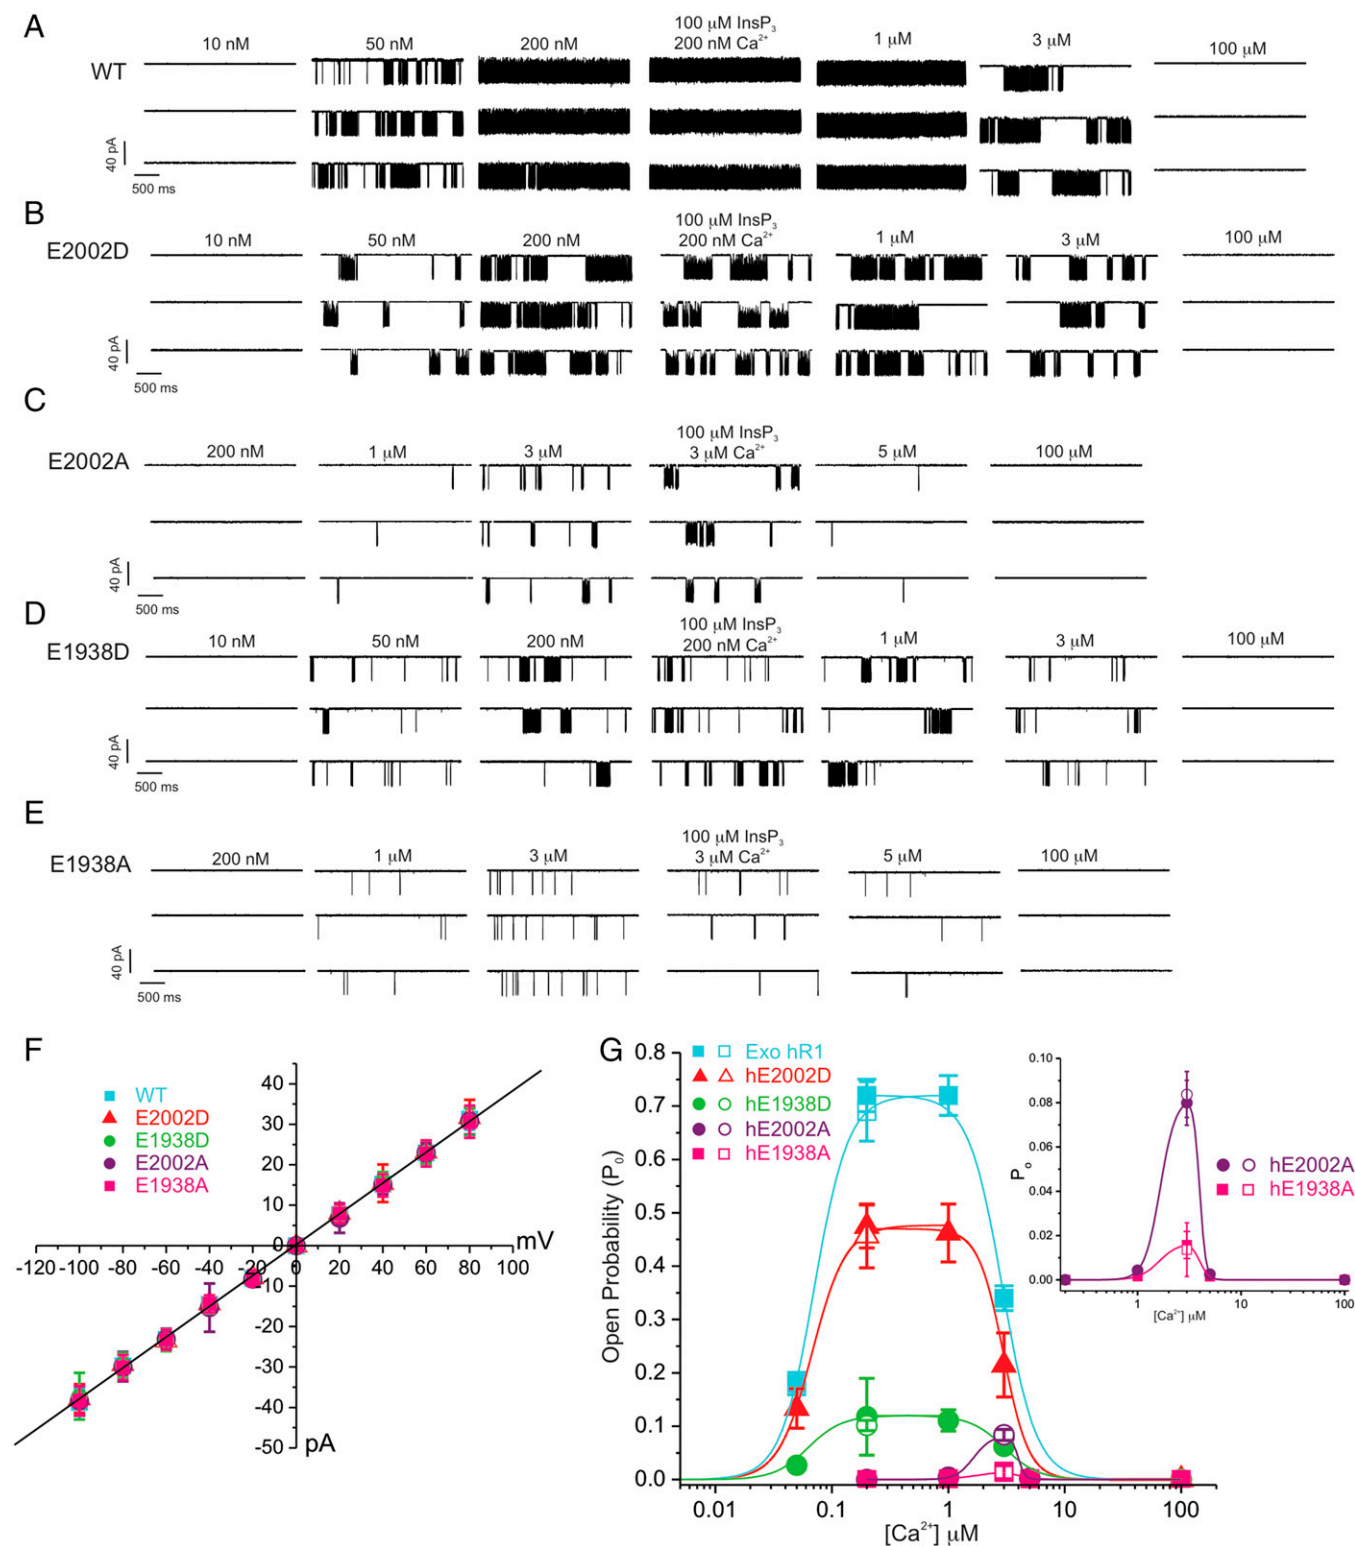 A
WT
10 nM
50 nM
200 nM
100 μM InsP₃
200 nM Ca²⁺
1 μM
3 μM
100 μM
40 pA
500 ms
B
E2002D
10 nM
50 nM
200 nM
100 μM InsP₃
200 nM Ca²⁺
1 μM
3 μM
100 μM
40 pA
500 ms
C
E2002A
200 nM
1 μM
3 μM
100 μM InsP₃
3 μM Ca²⁺
5 μM
100 μM
40 pA
500 ms
D
E1938D
10 nM
50 nM
200 nM
100 μM InsP₃
200 nM Ca²⁺
1 μM
3 μM
100 μM
40 pA
500 ms
E
E1938A
200 nM
1 μM
3 μM
100 μM InsP₃
3 μM Ca²⁺
5 μM
100 μM
40 pA
500 ms
F
WT
E2002D
E1938D
E2002A
E1938A
40
30
20
10
0
-10
-20
-30
-40
-50
pA
-120 -100 -80 -60 -40 -20 0 20 40 60 80 100
mV
G
Exo hR1
hE2002D
hE1938D
hE2002A
hE1938A
Open Probability (P₀)
0.8
0.7
0.6
0.5
0.4
0.3
0.2
0.1
0.0
0.01 0.1 1 10 100
[Ca²⁺] μM
Pₒ
0.10
0.08
0.06
0.04
0.02
0.00
1 10 100
[Ca²⁺] μM
hE2002A
hE1938A